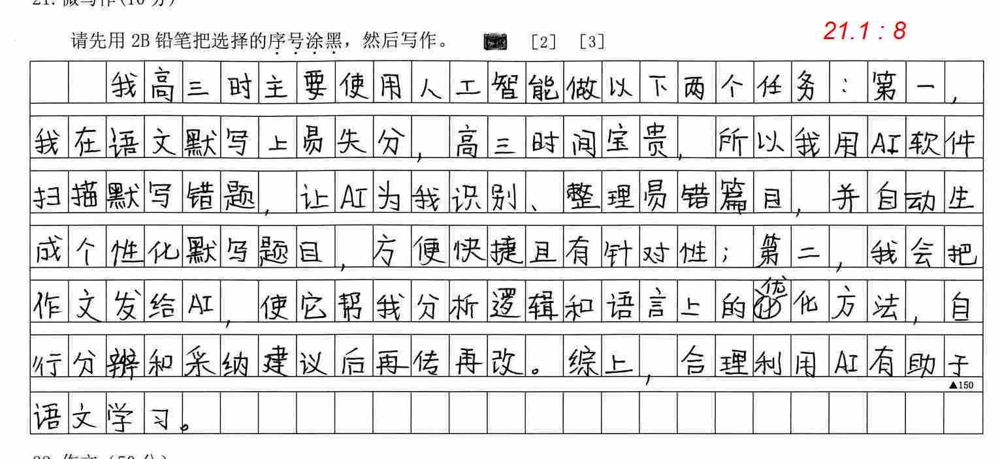 21. 微写作(10分)
请先用 2B 铅笔把选择的序号涂黑，然后写作。 [2] [3]
21.1 : 8
我高三时主要使用人工智能做以下两个任务：第一，
我在语文默写上易失分，高三时间宝贵，所以我用AI软件
扫描默写错题，让AI为我识别、整理易错篇目，并自动生
成个性化默写题目，方便快捷且有针对性；第二，我会把
作文发给AI，使它帮我分析逻辑和语言上的优化方法，自
行分辨和采纳建议后再传再改。综上，合理利用AI有助于
▲150
语文学习。
22. 作文（50分）